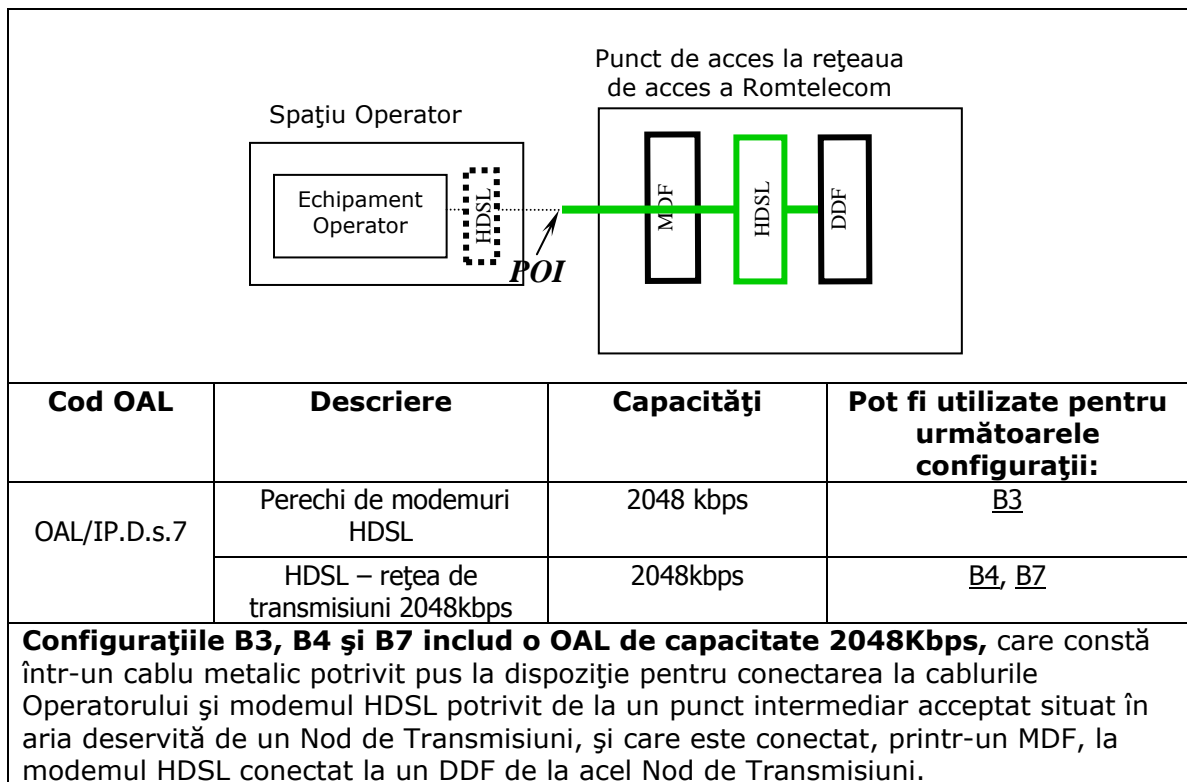 Punct de acces la reţeaua
de acces a Romtelecom
Spaţiu Operator
Echipament
Operator
HDSL
POI
MDF
HDSL
DDF
Cod OAL
Descriere
Capacităţi
Pot fi utilizate pentru
următoarele
configuraţii:
OAL/IP.D.s.7
Perechi de modemuri
HDSL
2048 kbps
B3
HDSL – reţea de
transmisiuni 2048kbps
2048kbps
B4, B7
Configuraţiile B3, B4 şi B7 includ o OAL de capacitate 2048Kbps, care constă
într-un cablu metalic potrivit pus la dispoziţie pentru conectarea la cablurile
Operatorului şi modemul HDSL potrivit de la un punct intermediar acceptat situat în
aria deservită de un Nod de Transmisiuni, şi care este conectat, printr-un MDF, la
modemul HDSL conectat la un DDF de la acel Nod de Transmisiuni.